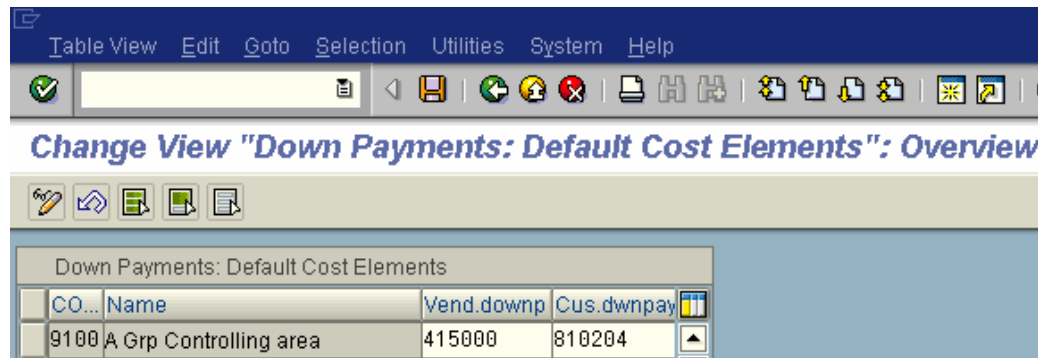 Table View Edit Goto Selection Utilities System Help
Change View "Down Payments: Default Cost Elements": Overview
Down Payments: Default Cost Elements
CO... Name Vend.downp Cus.dwnpay
9100 A Grp Controlling area 415000 810204